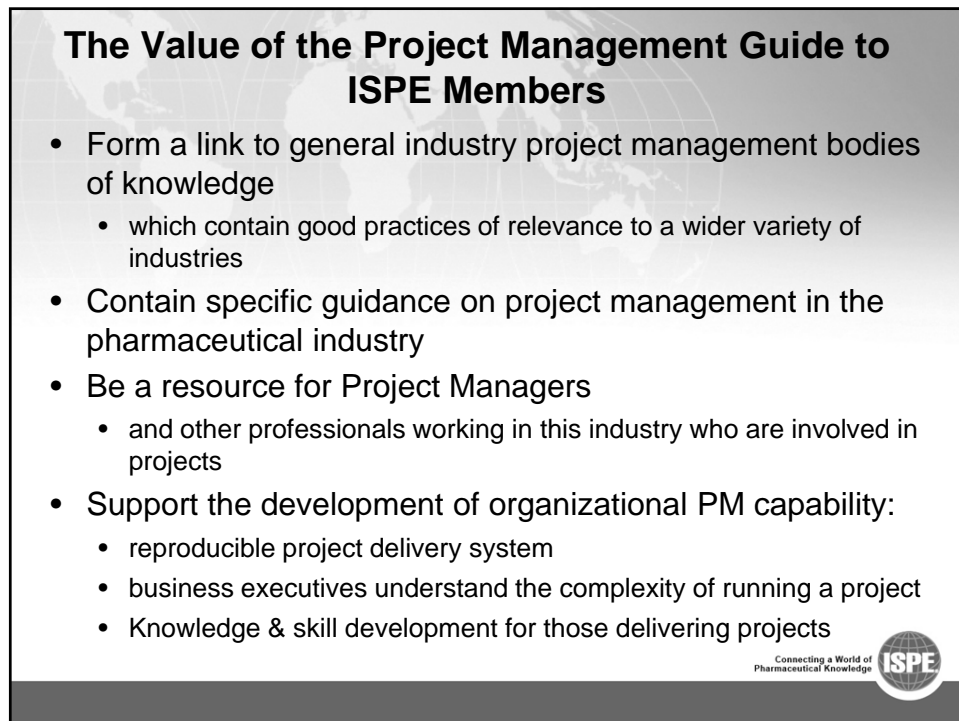 The Value of the Project Management Guide to
ISPE Members
• Form a link to general industry project management bodies
of knowledge
• which contain good practices of relevance to a wider variety of
industries
• Contain specific guidance on project management in the
pharmaceutical industry
• Be a resource for Project Managers
• and other professionals working in this industry who are involved in
projects
• Support the development of organizational PM capability:
• reproducible project delivery system
• business executives understand the complexity of running a project
• Knowledge & skill development for those delivering projects
Connecting a World of
Pharmaceutical Knowledge
ISPE